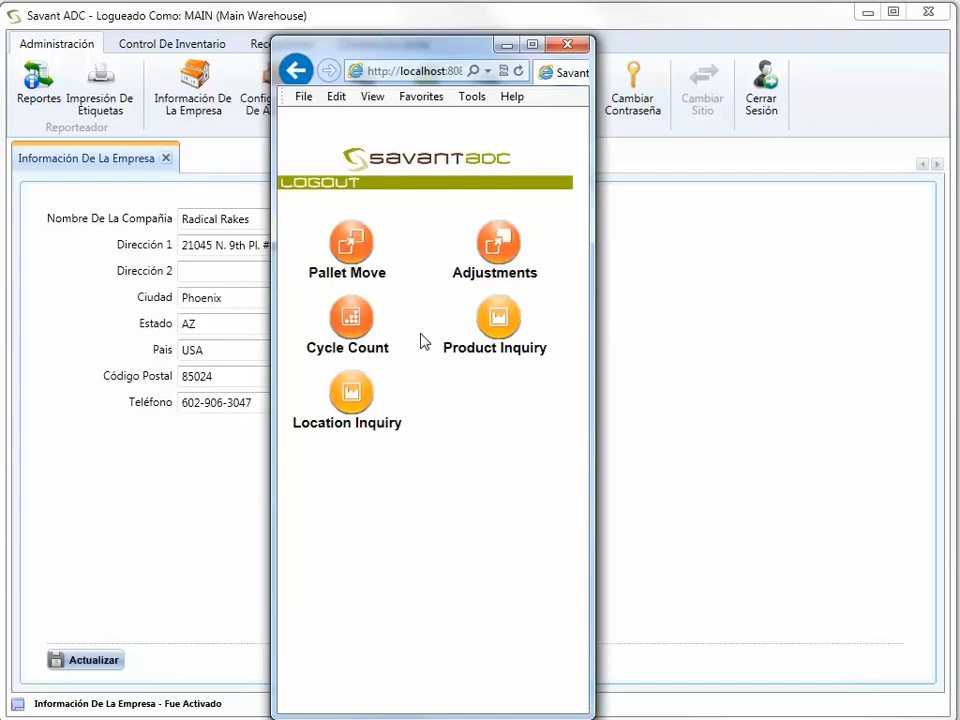 Savant ADC - Logueado Como: MAIN (Main Warehouse)
Administración
Control De Inventario
Reportes
Impresión De Etiquetas
Información De La Empresa
Cambiar Contraseña
Cambiar Sitio
Cerrar Sesión
Reporteador
Información De La Empresa
Nombre De La Compañia Radical Rakes
Dirección 1 21045 N. 9th Pl. #
Dirección 2
Ciudad Phoenix
Estado AZ
Pais USA
Código Postal 85024
Teléfono 602-906-3047
Actualizar
Información De La Empresa - Fue Activado
http://localhost:808
Savant
File Edit View Favorites Tools Help
savantadc
LOGOUT
Pallet Move
Adjustments
Cycle Count
Product Inquiry
Location Inquiry